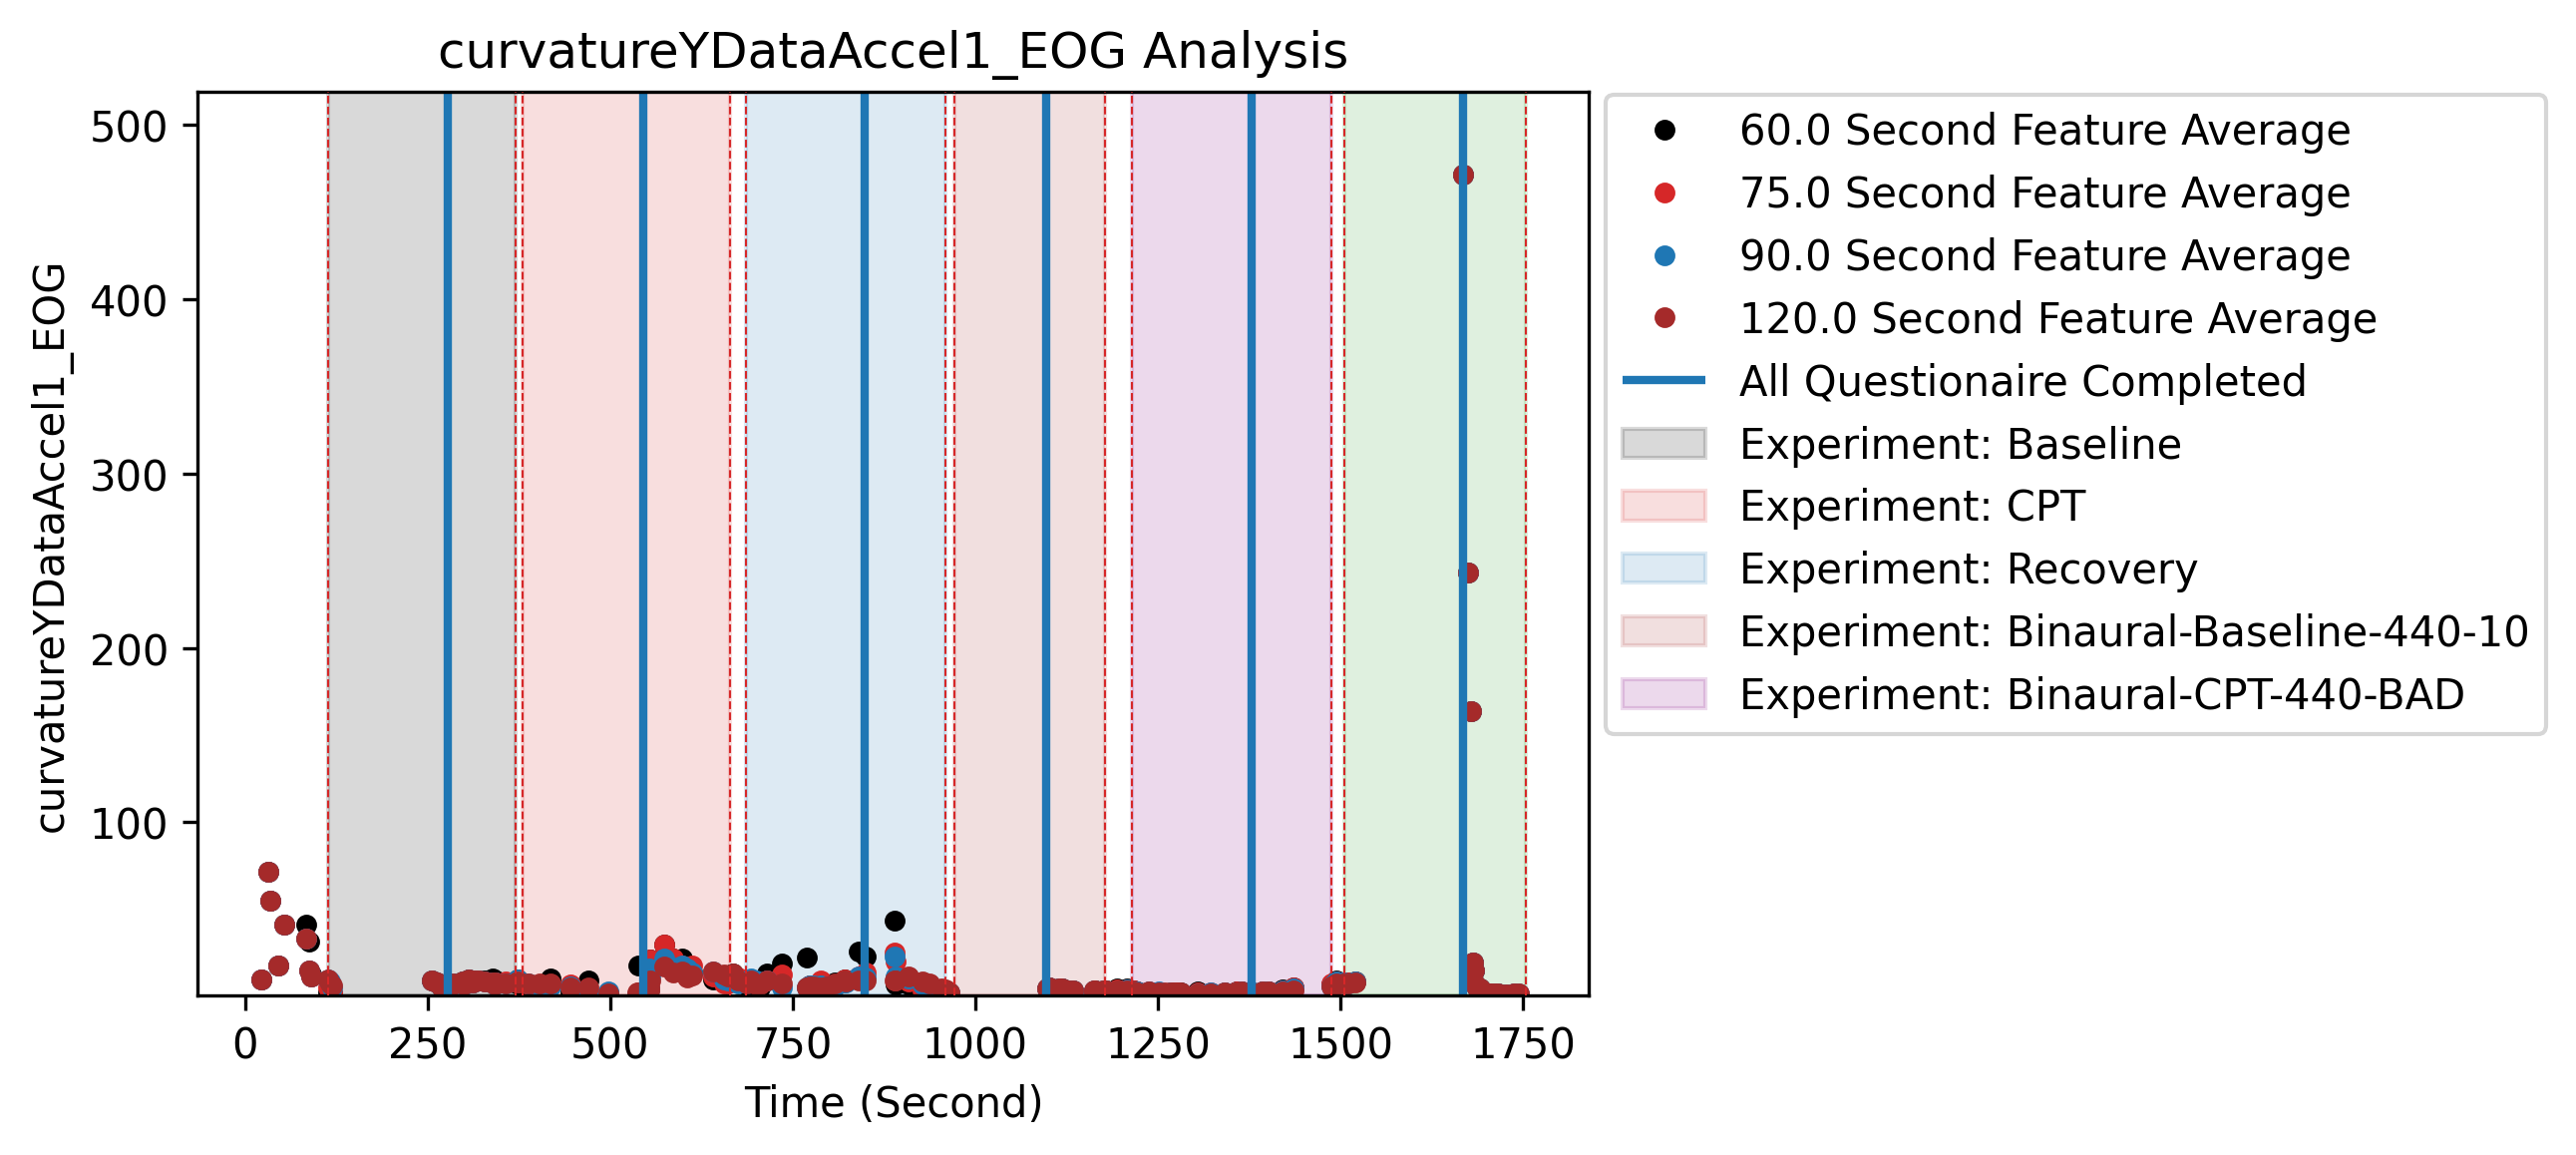 curvatureYDataAccel1_EOG Analysis
curvatureYDataAccel1_EOG
500
400
300
200
100
0
250
500
750
1000
1250
1500
1750
Time (Second)
60.0 Second Feature Average
75.0 Second Feature Average
90.0 Second Feature Average
120.0 Second Feature Average
All Questionaire Completed
Experiment: Baseline
Experiment: CPT
Experiment: Recovery
Experiment: Binaural-Baseline-440-10
Experiment: Binaural-CPT-440-BAD